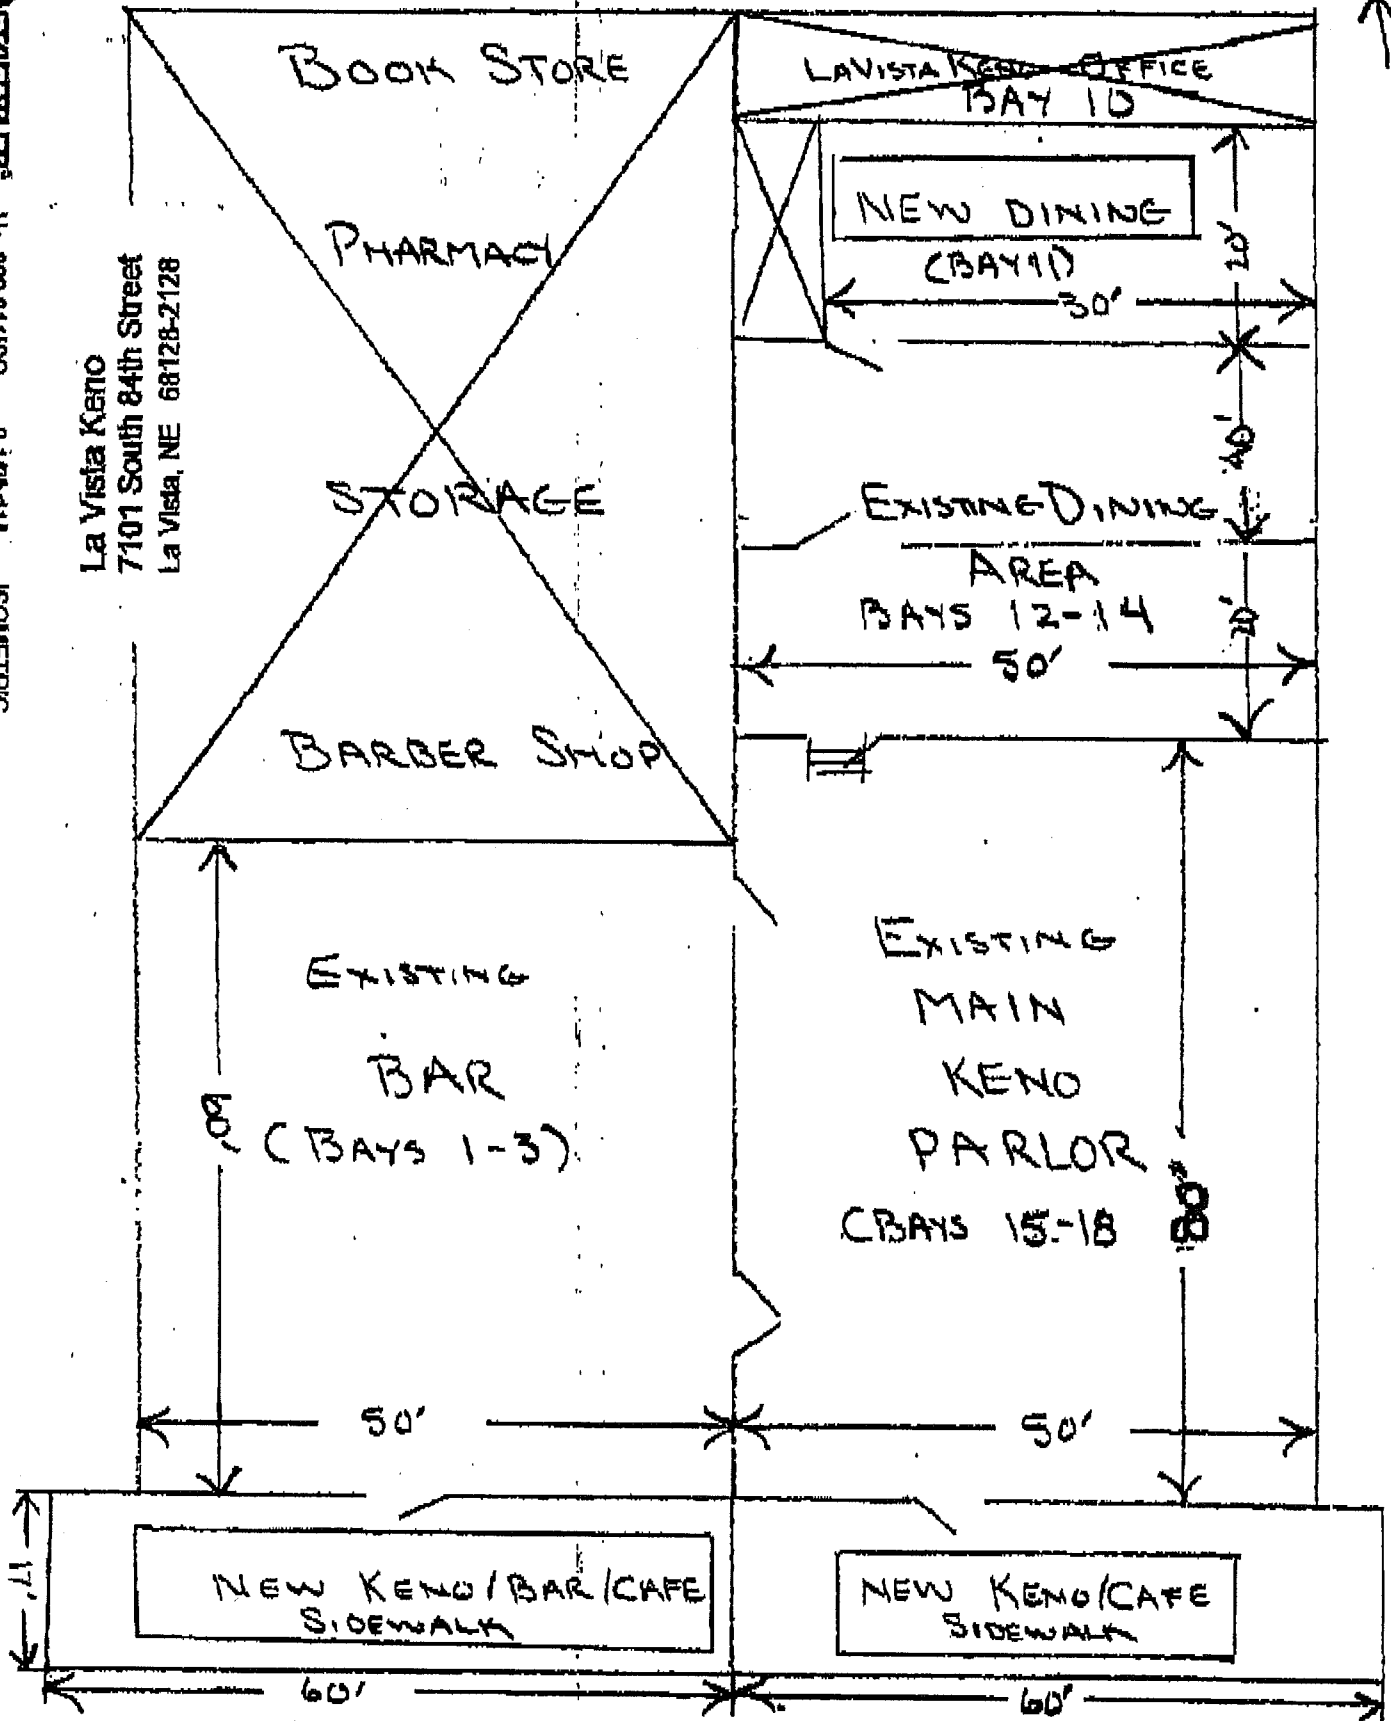 BOOK STORE
LAVISTA KENO OFFICE
BAY 10
NEW DINING
(BAY 11)
20'
30'
PHARMACY
La Vista Keno
7101 South 84th Street
La Vista, NE 68128-2128
STORAGE
40'
EXISTING DINING
AREA
BAYS 12-14
20'
50'
BARBER SHOP
EXISTING
BAR
(BAYS 1-3)
EXISTING
MAIN
KENO
PARLOR
(BAYS 15-18
80'
50'
50'
NEW KENO/BAR/CAFE
SIDEWALK
NEW KENO/CAFE
SIDEWALK
60'
60'